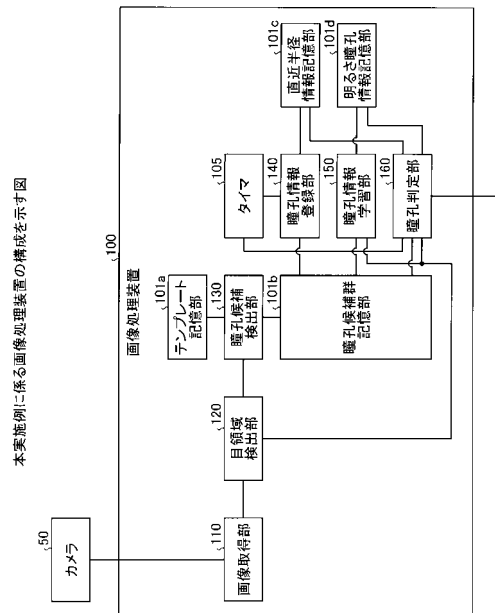 本実施例に係る画像処理装置の構成を示す図
50
カメラ
100
画像処理装置
110
画像取得部
120
目領域
検出部
101a
テンプレート
記憶部
130
瞳孔候補
検出部
101b
瞳孔候補群
記憶部
105
タイマ
140
瞳孔情報
登録部
150
瞳孔情報
学習部
160
瞳孔判定部
101c
直近半径
情報記憶部
101d
明るさ瞳孔
情報記憶部